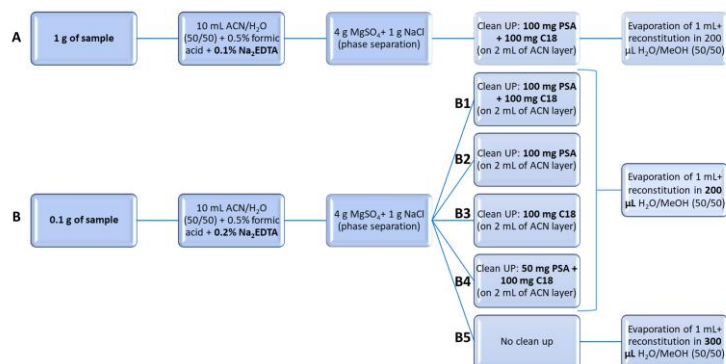 A
1 g of sample
10 mL ACN/H₂O
(50/50) + 0.5% formic
acid + 0.1% Na₂EDTA
4 g MgSO₄+ 1 g NaCl
(phase separation)
Clean UP: 100 mg PSA
+ 100 mg C18
(on 2 mL of ACN layer)
Evaporation of 1 mL+
reconstitution in 200
µL H₂O/MeOH (50/50)
B
0.1 g of sample
10 mL ACN/H₂O
(50/50) + 0.5% formic
acid + 0.2% Na₂EDTA
4 g MgSO₄+ 1 g NaCl
(phase separation)
B1
Clean UP: 100 mg PSA
+ 100 mg C18
(on 2 mL of ACN layer)
B2
Clean UP: 100 mg PSA
(on 2 mL of ACN layer)
B3
Clean UP: 100 mg C18
(on 2 mL of ACN layer)
B4
Clean UP: 50 mg PSA +
100 mg C18
(on 2 mL of ACN layer)
Evaporation of 1 mL+
reconstitution in 200
µL H₂O/MeOH (50/50)
B5
No clean up
Evaporation of 1 mL+
reconstitution in 300
µL H₂O/MeOH (50/50)